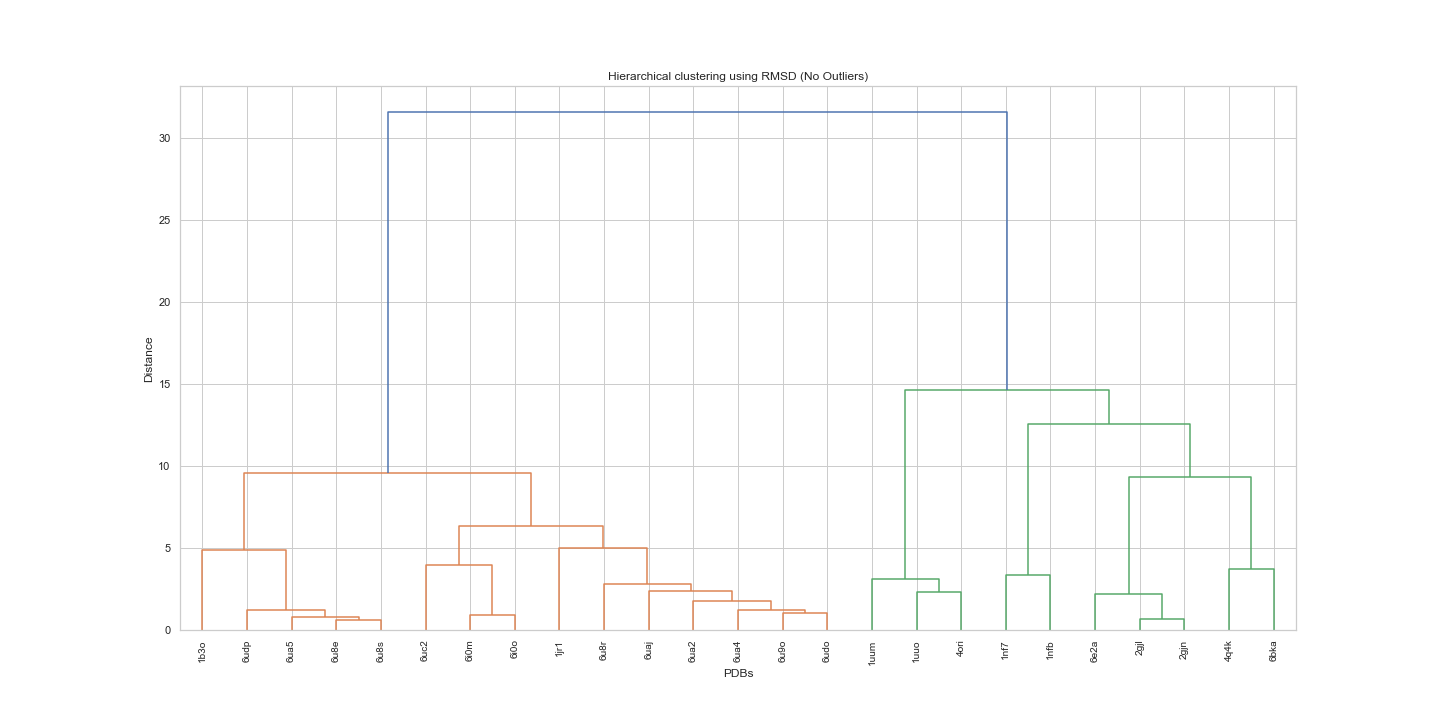 Hierarchical clustering using RMSD (No Outliers)
30
25
20
15
10
5
0
Distance
1b3o
6udp
6ua5
6u8e
6u8s
6uc2
6i0m
6i0o
1jr1
6u8r
6uaj
6ua2
6ua4
6u9o
6udo
1uum
1uuo
4ori
1nf7
1nfb
6e2a
2gjl
2gjn
4q4k
6bka
PDBs